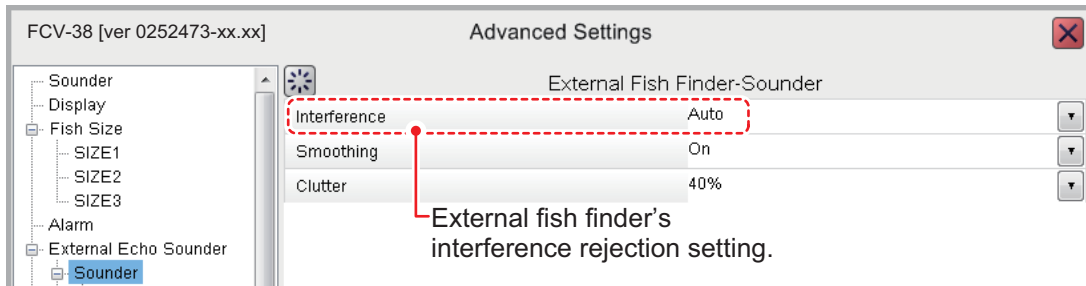 FCV-38 [ver 0252473-xx.xx]
Advanced Settings
Sounder
Display
Fish Size
SIZE1
SIZE2
SIZE3
Alarm
External Echo Sounder
Sounder
External Fish Finder-Sounder
Interference Auto
Smoothing On
Clutter 40%
External fish finder's
interference rejection setting.